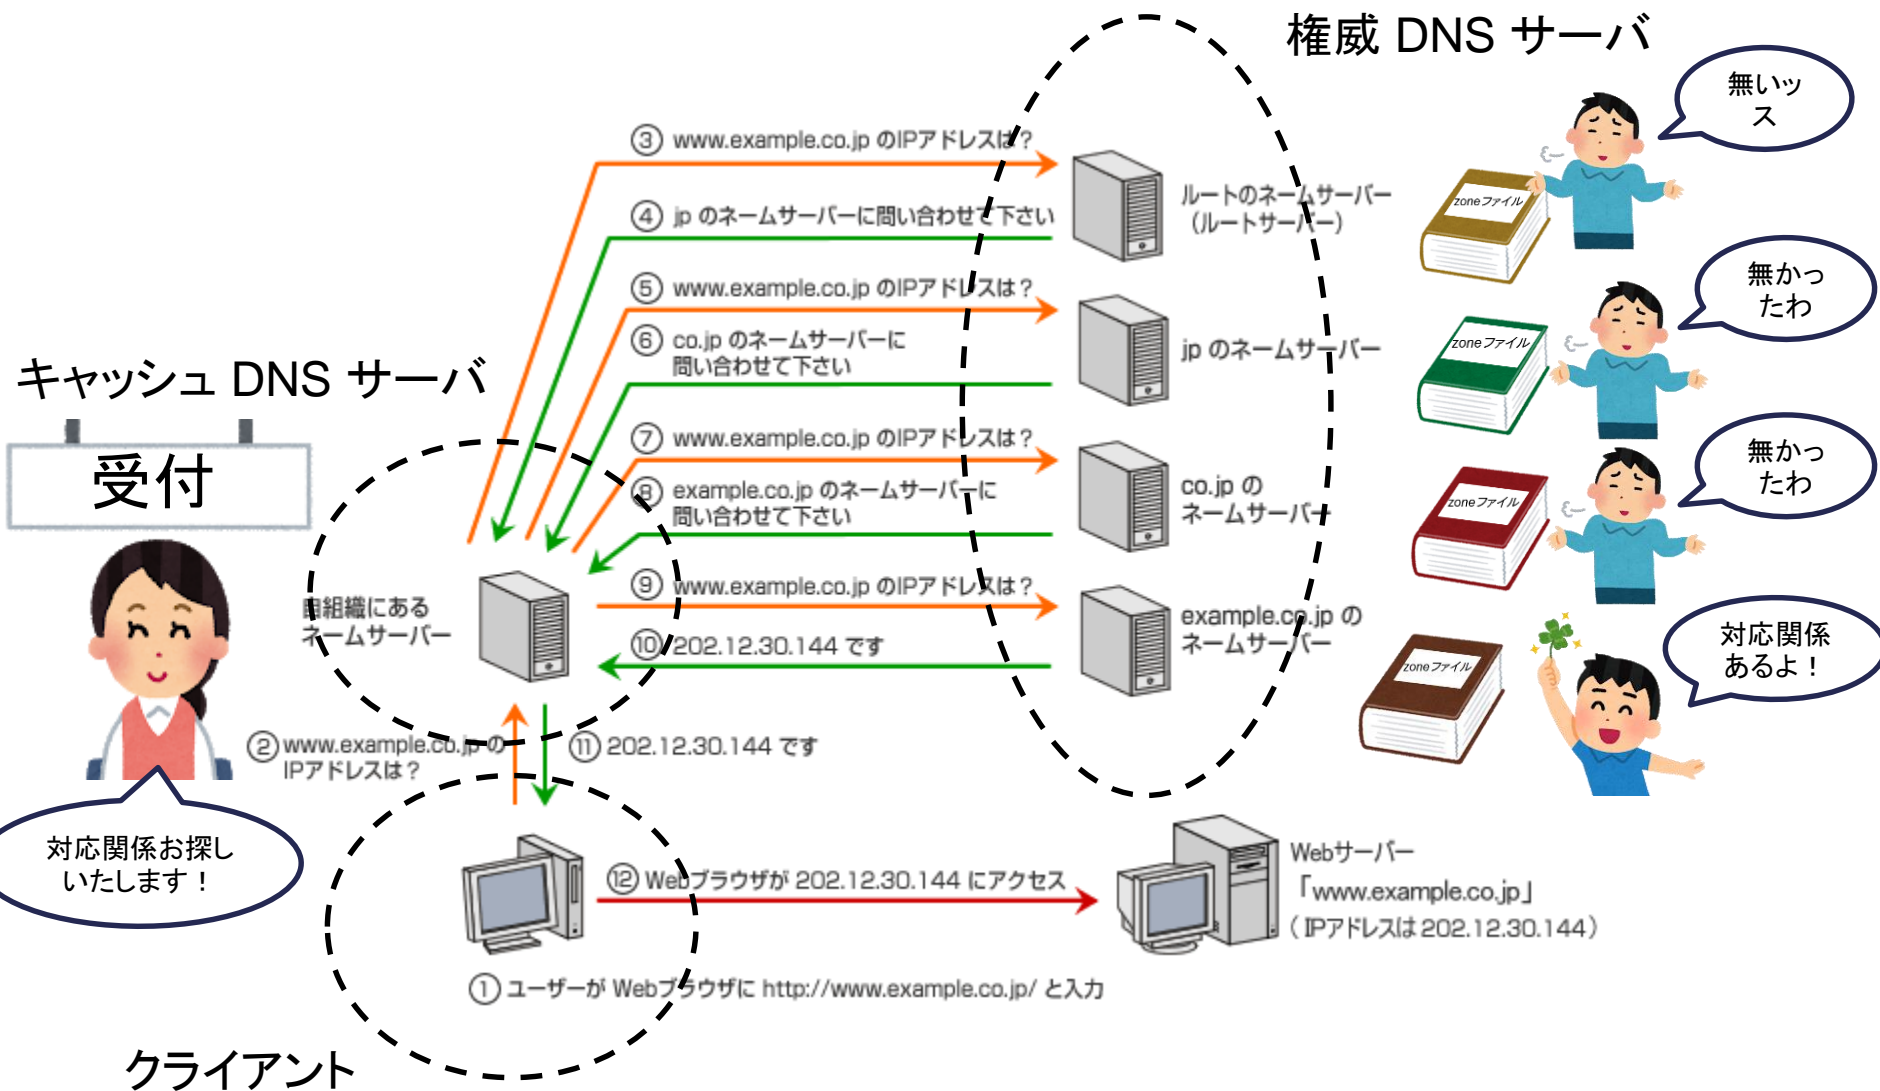 権威 DNS サーバ
無いッ
ス
③ www.example.co.jp のIPアドレスは？
ルートのネームサーバー
（ルートサーバー）
zoneファイル
④ jp のネームサーバーに問い合わせて下さい
無かっ
たわ
⑤ www.example.co.jp のIPアドレスは？
⑥ co.jp のネームサーバーに
問い合わせて下さい
jp のネームサーバー
zoneファイル
キャッシュ DNS サーバ
受付
無かっ
たわ
⑦ www.example.co.jp のIPアドレスは？
⑧ example.co.jp のネームサーバーに
問い合わせて下さい
co.jp の
ネームサーバー
zoneファイル
⑨ www.example.co.jp のIPアドレスは？
自組織にある
ネームサーバー
example.co.jp の
ネームサーバー
⑩ 202.12.30.144 です
対応関係
あるよ！
zoneファイル
② www.example.co.jp の
IPアドレスは？
⑪ 202.12.30.144 です
対応関係お探し
いたします！
⑫ Webブラウザが 202.12.30.144 にアクセス
Webサーバー
「www.example.co.jp」
（IPアドレスは 202.12.30.144）
① ユーザーが Webブラウザに http://www.example.co.jp/ と入力
クライアント